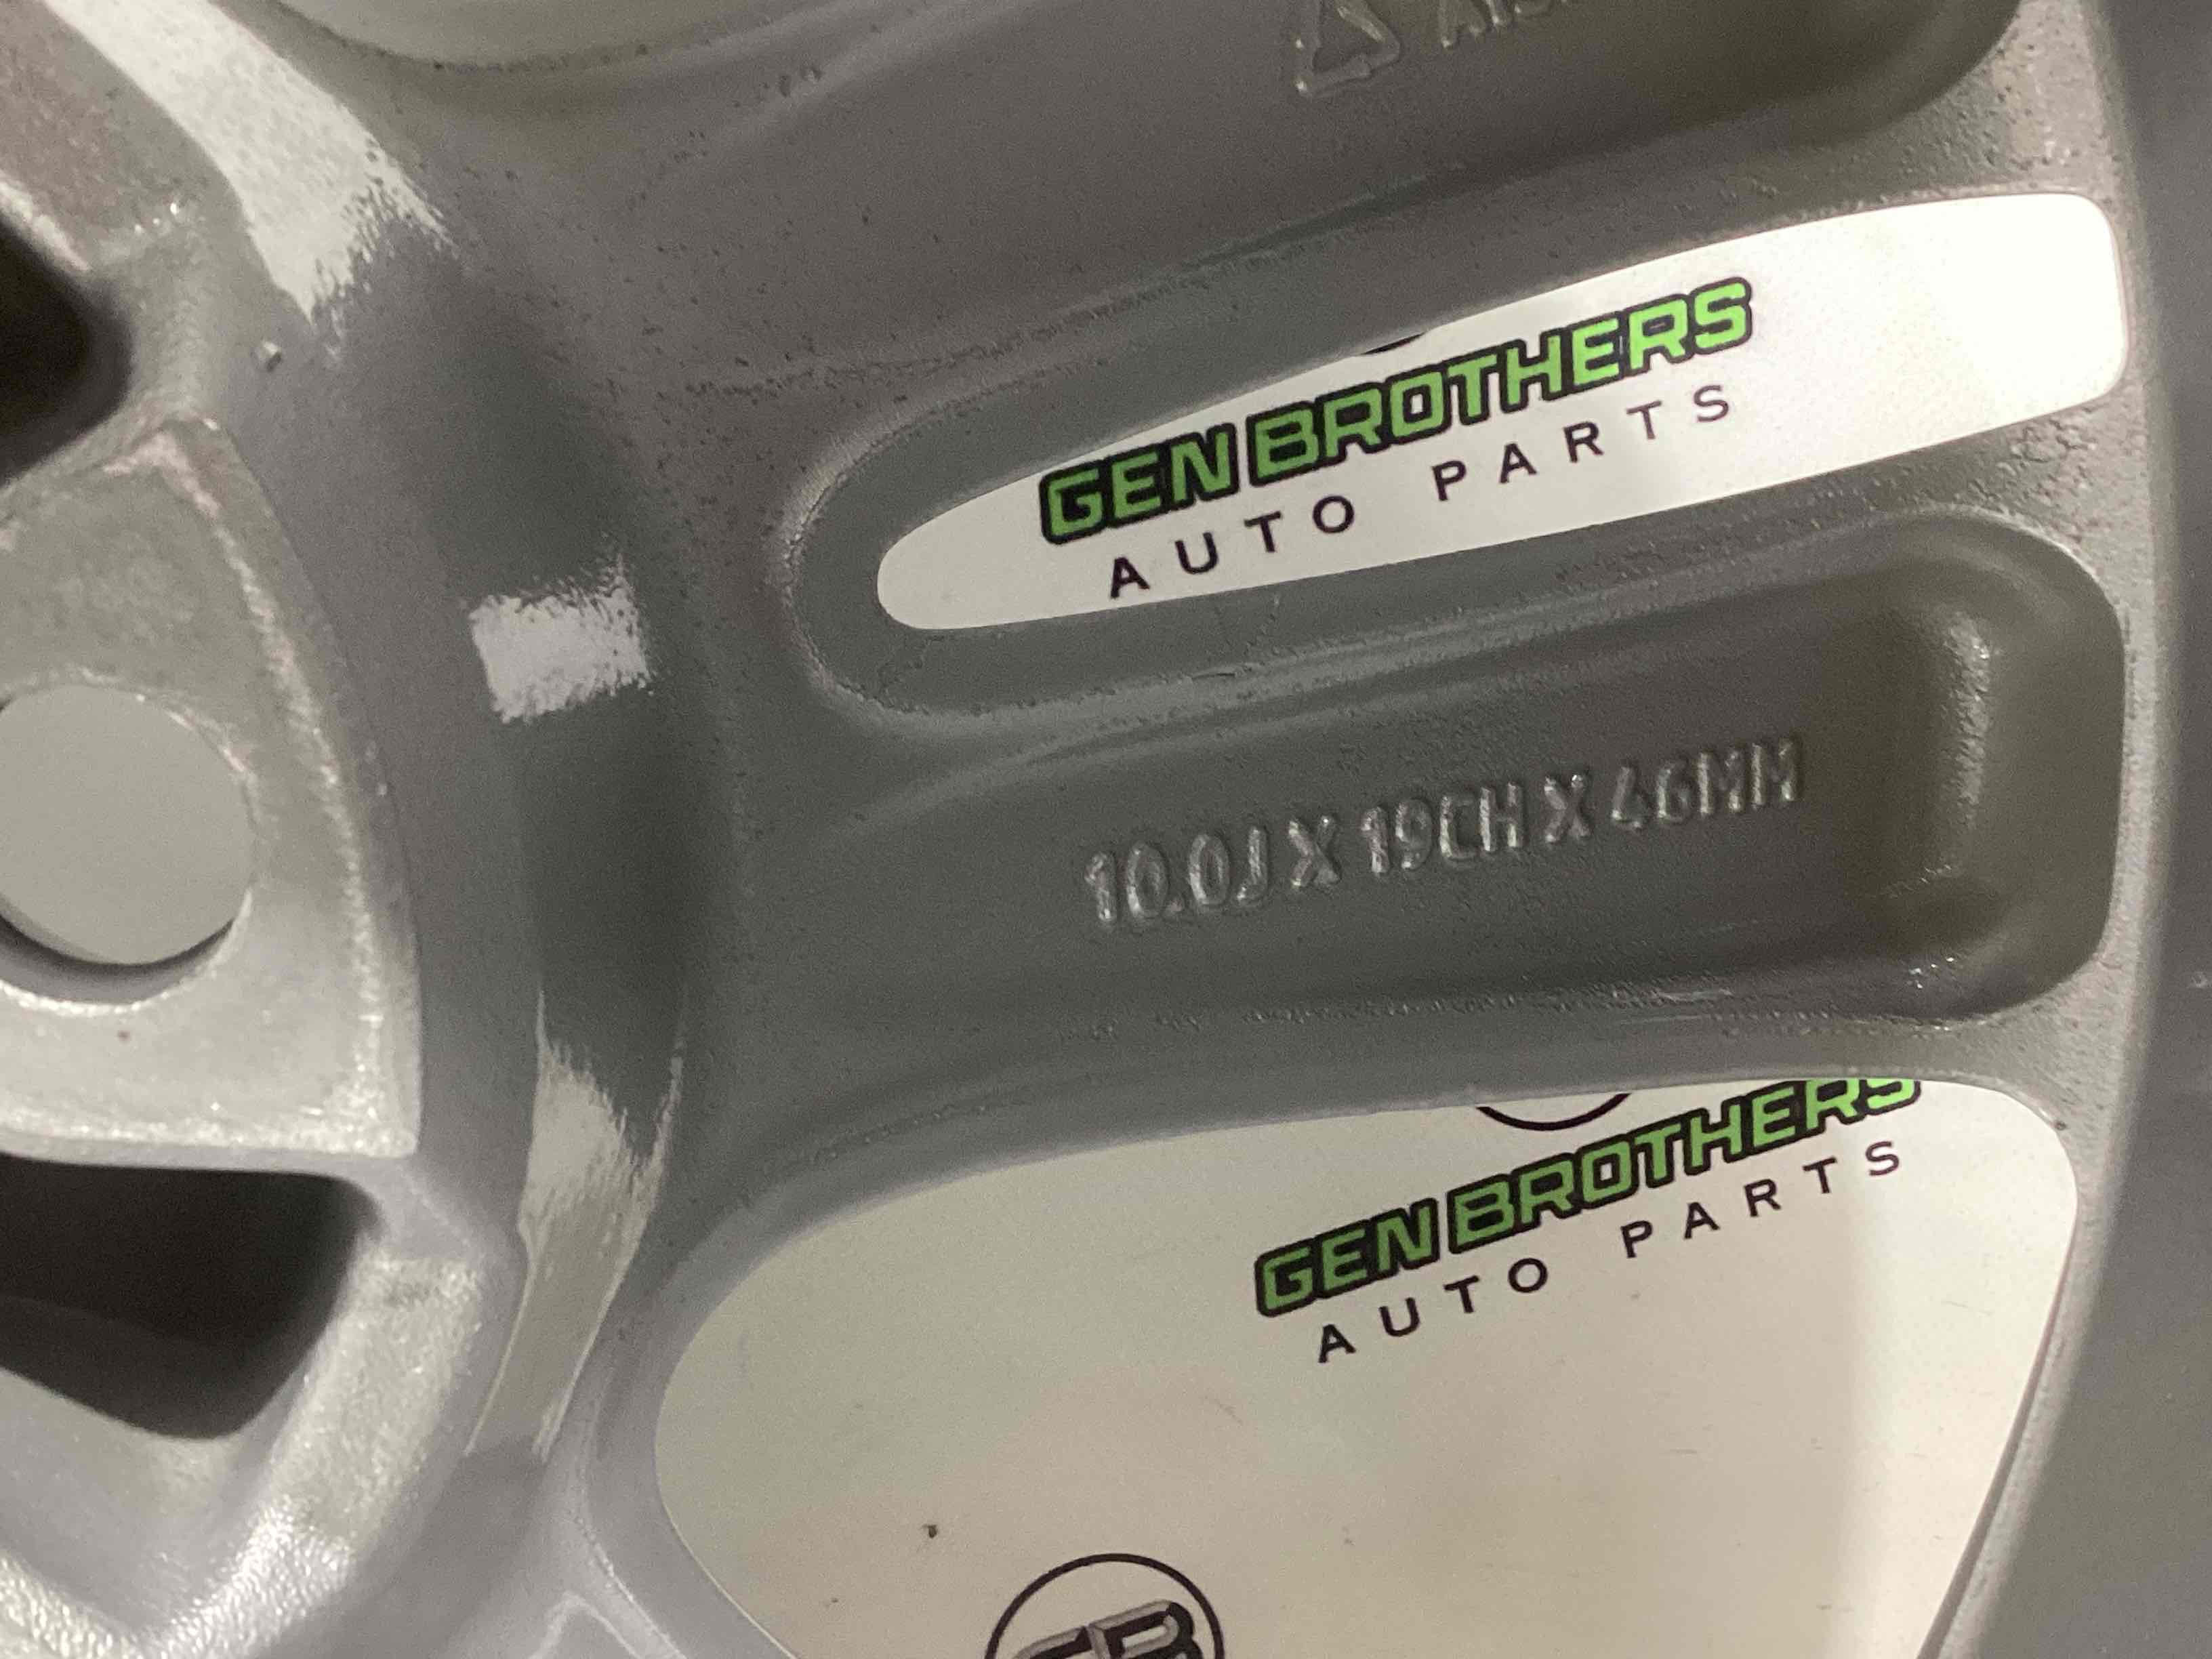 GEN BROTHERS
AUTO PARTS
10.0J X 19CH X 46MM
GEN BROTHERS
AUTO PARTS